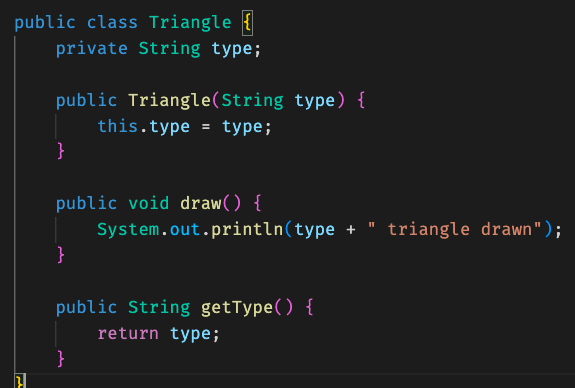 public class Triangle {
    private String type;

    public Triangle(String type) {
        this.type = type;
    }

    public void draw() {
        System.out.println(type + " triangle drawn");
    }

    public String getType() {
        return type;
    }
}